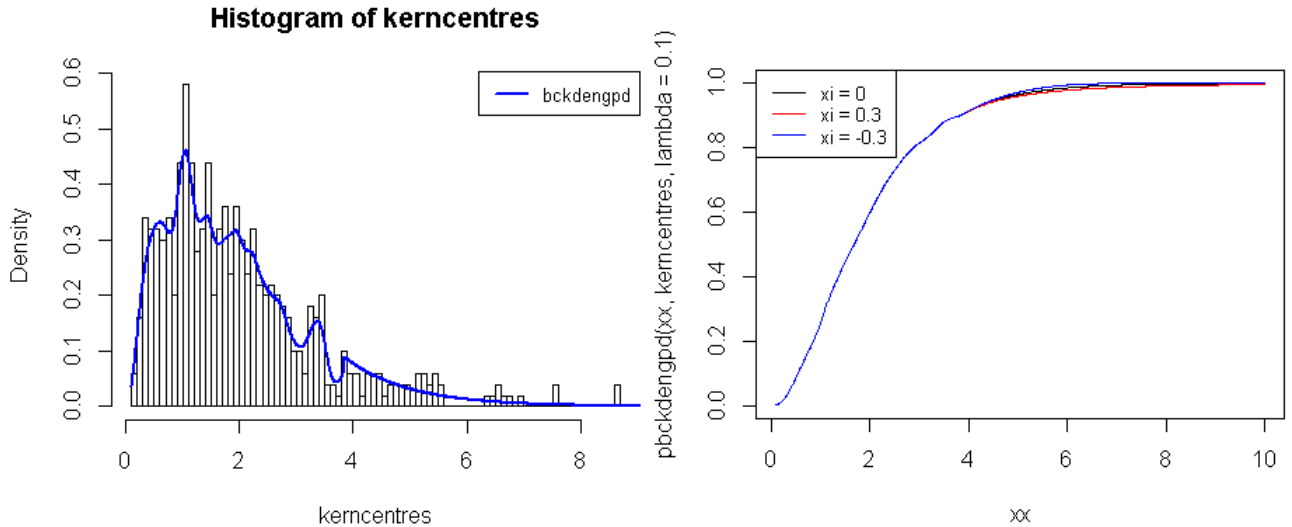 Histogram of kerncentres
Density
0.0 0.1 0.2 0.3 0.4 0.5 0.6
bckdengpd
0 2 4 6 8
kerncentres
pbckdengpd(xx, kerncentres, lambda = 0.1)
0.0 0.2 0.4 0.6 0.8 1.0
xi = 0
xi = 0.3
xi = -0.3
0 2 4 6 8 10
xx